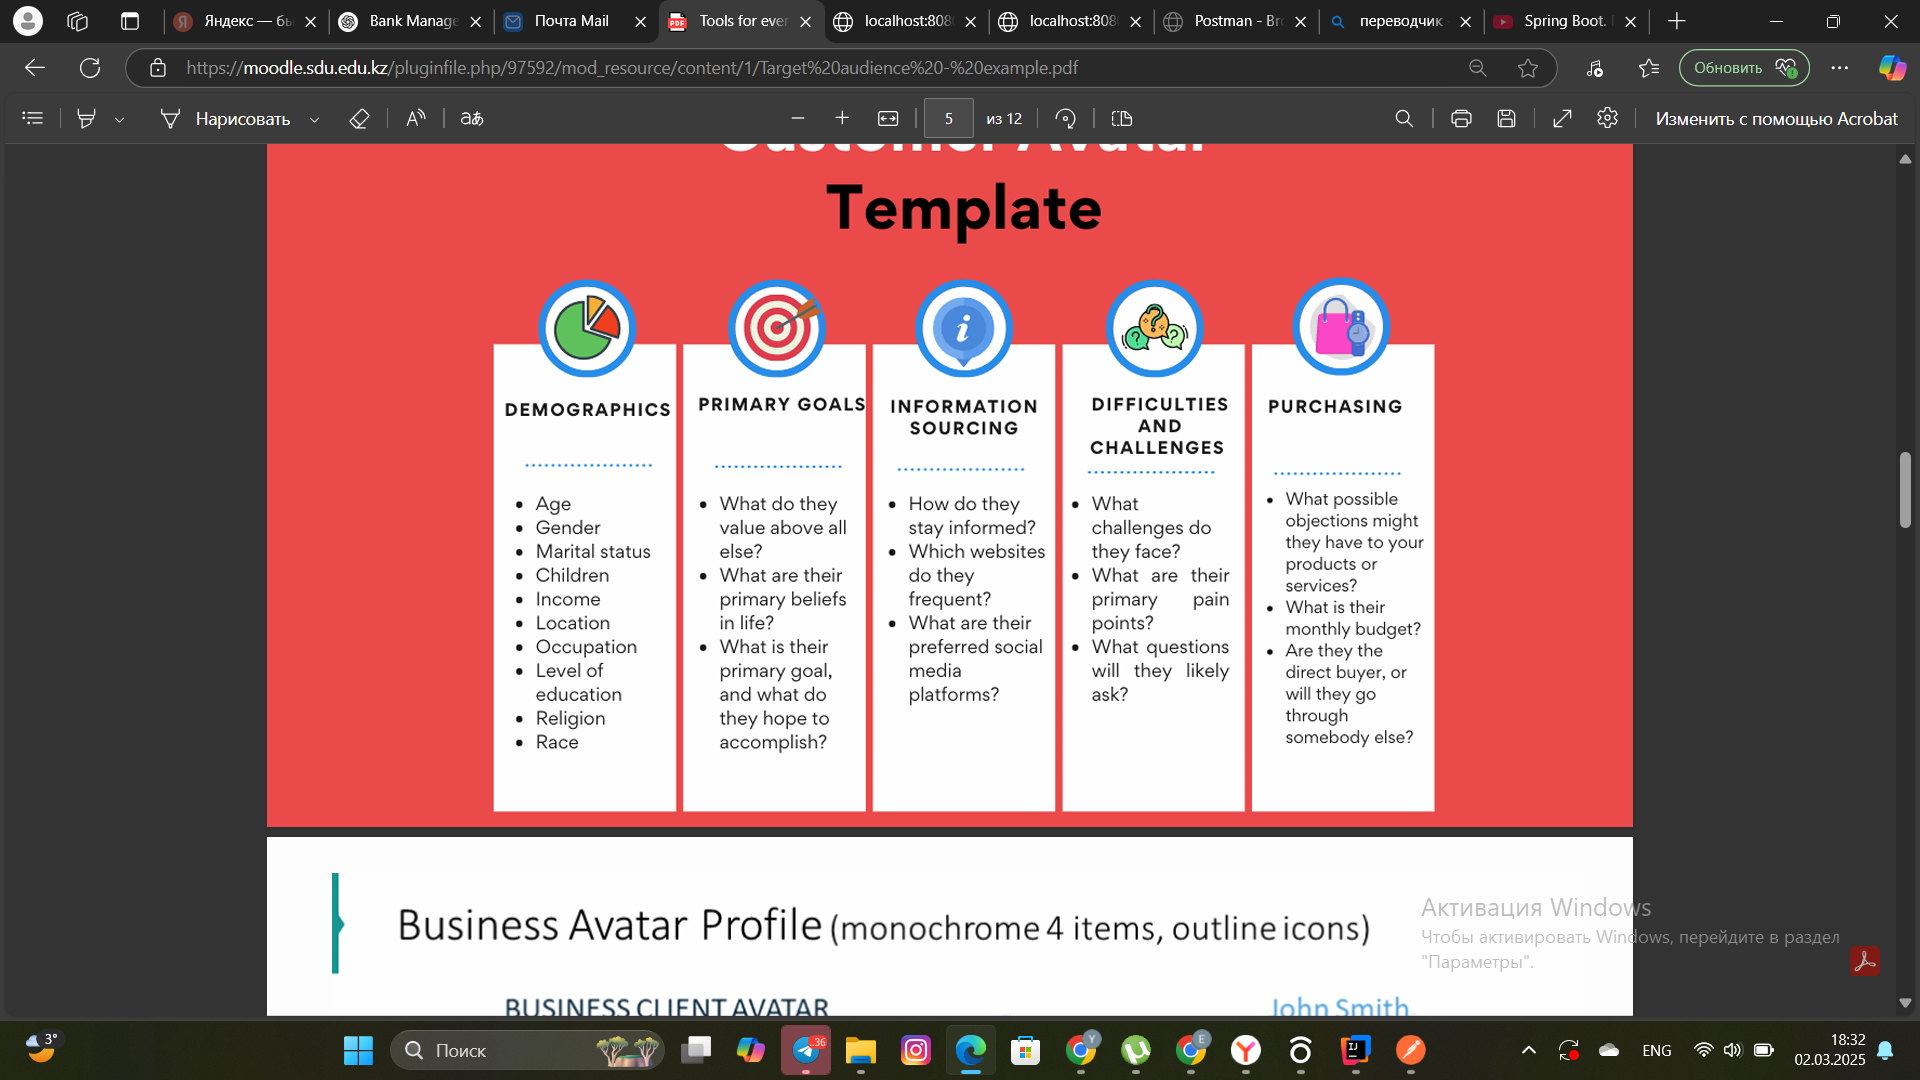 Яндекс — бы
Bank Manage
Почта Mail
Tools for ever
localhost:808
localhost:808
Postman - Bro
переводчик
Spring Boot.
https://moodle.sdu.edu.kz/pluginfile.php/97592/mod_resource/content/1/Target%20audience%20-%20example.pdf
Обновить
Нарисовать
аあ
5
из 12
Изменить с помощью Acrobat
Customer Avatar
Template
DEMOGRAPHICS
• Age
• Gender
• Marital status
• Children
• Income
• Location
• Occupation
• Level of
education
• Religion
• Race
PRIMARY GOALS
• What do they
value above all
else?
• What are their
primary beliefs
in life?
• What is their
primary goal,
and what do
they hope to
accomplish?
INFORMATION
SOURCING
• How do they
stay informed?
• Which websites
do they
frequent?
• What are their
preferred social
media
platforms?
DIFFICULTIES
AND
CHALLENGES
• What
challenges do
they face?
• What are their
primary pain
points?
• What questions
will they likely
ask?
PURCHASING
• What possible
objections might
they have to your
products or
services?
• What is their
monthly budget?
• Are they the
direct buyer, or
will they go
through
somebody else?
Business Avatar Profile (monochrome 4 items, outline icons)
BUSINESS CLIENT AVATAR
John Smith
Активация Windows
Чтобы активировать Windows, перейдите в раздел
"Параметры".
3°
Поиск
36
ENG
18:32
02.03.2025